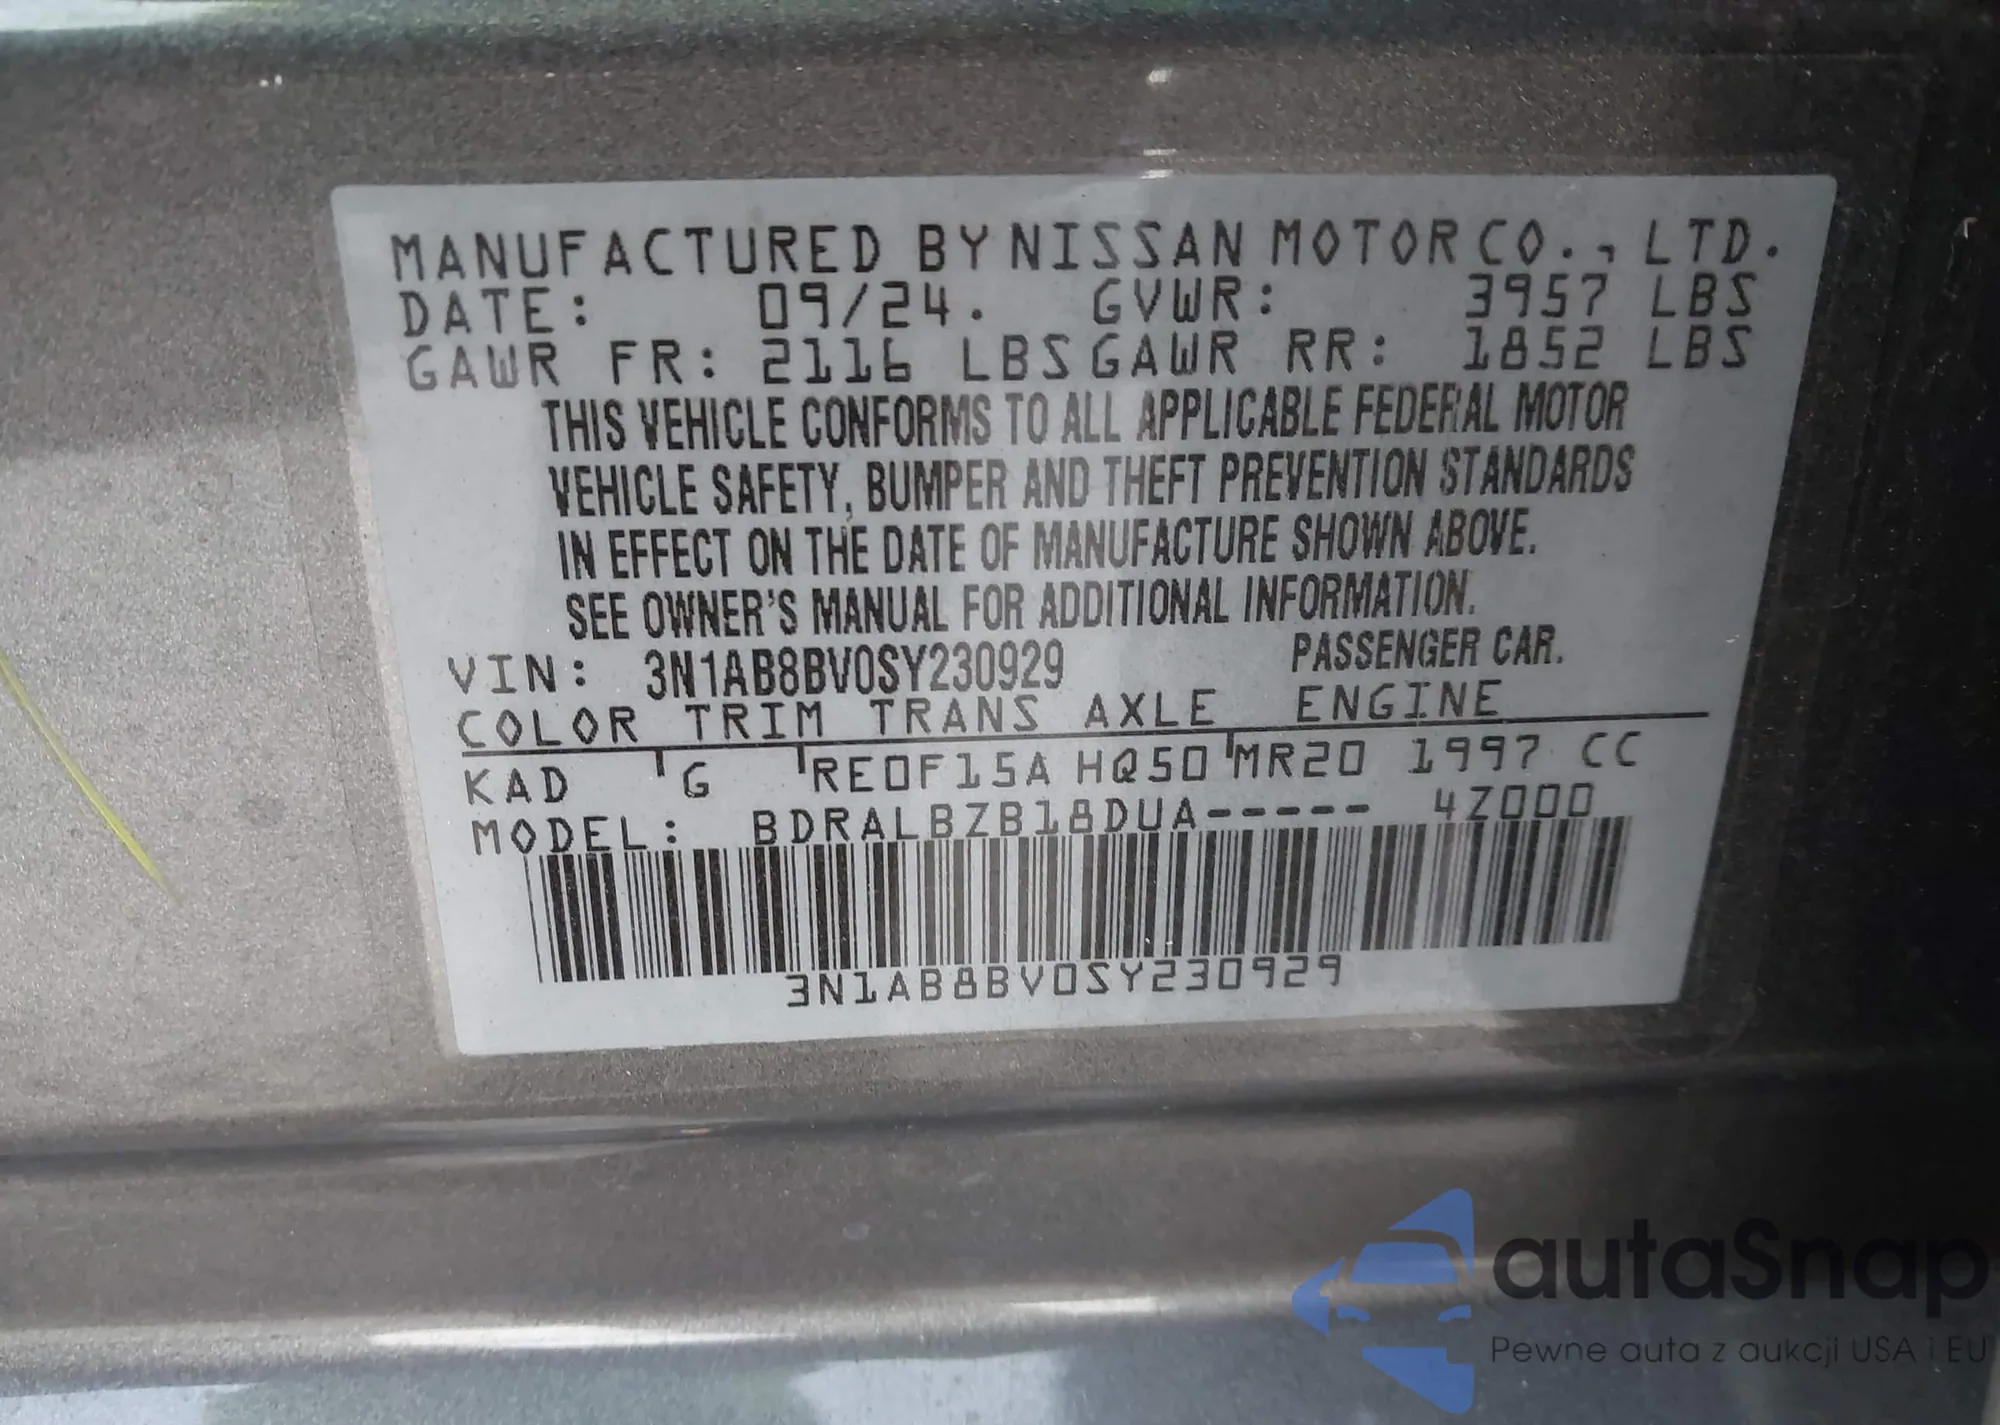 MANUFACTURED BY NISSAN MOTOR CO., LTD.
DATE: 09/24. GVWR: 3957 LBS
GAWR FR: 2116 LBS GAWR RR: 1852 LBS
THIS VEHICLE CONFORMS TO ALL APPLICABLE FEDERAL MOTOR
VEHICLE SAFETY, BUMPER AND THEFT PREVENTION STANDARDS
IN EFFECT ON THE DATE OF MANUFACTURE SHOWN ABOVE.
SEE OWNER'S MANUAL FOR ADDITIONAL INFORMATION.
VIN: 3N1AB8BV0SY230929 PASSENGER CAR.
COLOR TRIM TRANS AXLE ENGINE
KAD G RE0F15A HQ50 MR20 1997 CC
MODEL: BDRALBZB18DUA----- 4Z000
3N1AB8BV0SY230929
autaSnap
Pewne auta z aukcji USA i EU